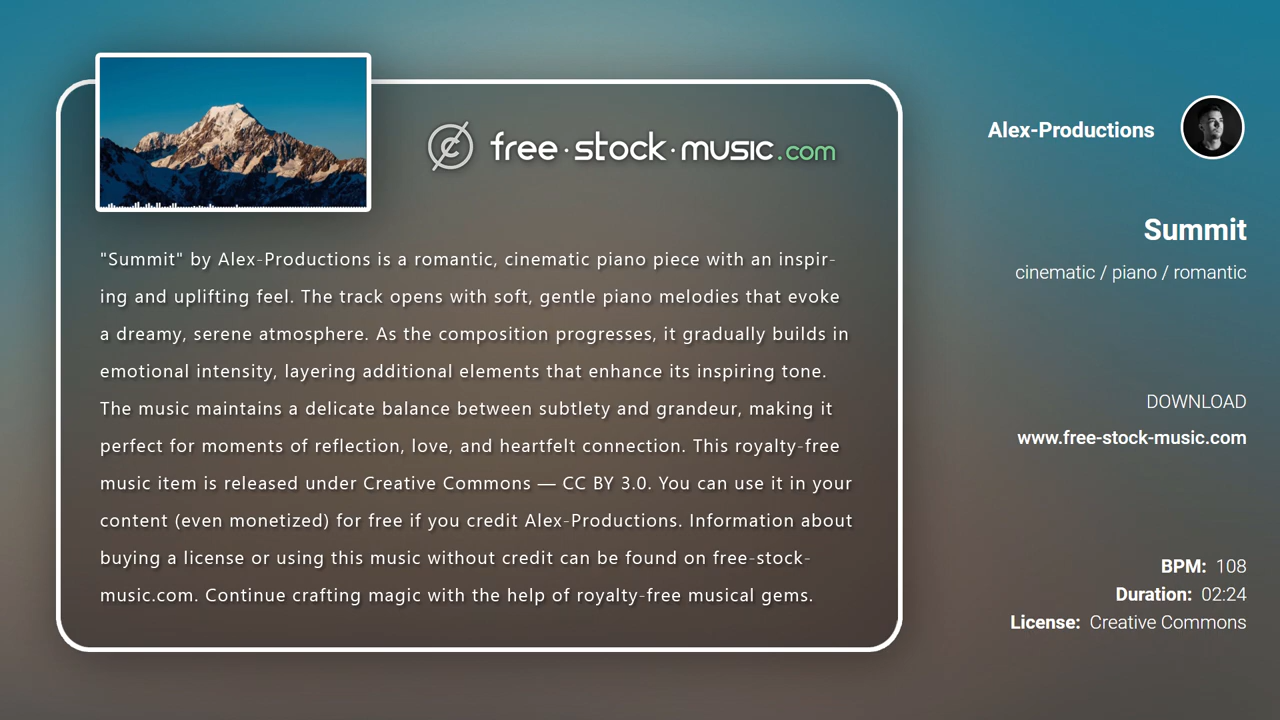 free·stock·music.com
"Summit" by Alex-Productions is a romantic, cinematic piano piece with an inspir-
ing and uplifting feel. The track opens with soft, gentle piano melodies that evoke
a dreamy, serene atmosphere. As the composition progresses, it gradually builds in
emotional intensity, layering additional elements that enhance its inspiring tone.
The music maintains a delicate balance between subtlety and grandeur, making it
perfect for moments of reflection, love, and heartfelt connection. This royalty-free
music item is released under Creative Commons — CC BY 3.0. You can use it in your
content (even monetized) for free if you credit Alex-Productions. Information about
buying a license or using this music without credit can be found on free-stock-
music.com. Continue crafting magic with the help of royalty-free musical gems.
Alex-Productions
Summit
cinematic / piano / romantic
DOWNLOAD
www.free-stock-music.com
BPM: 108
Duration: 02:24
License: Creative Commons